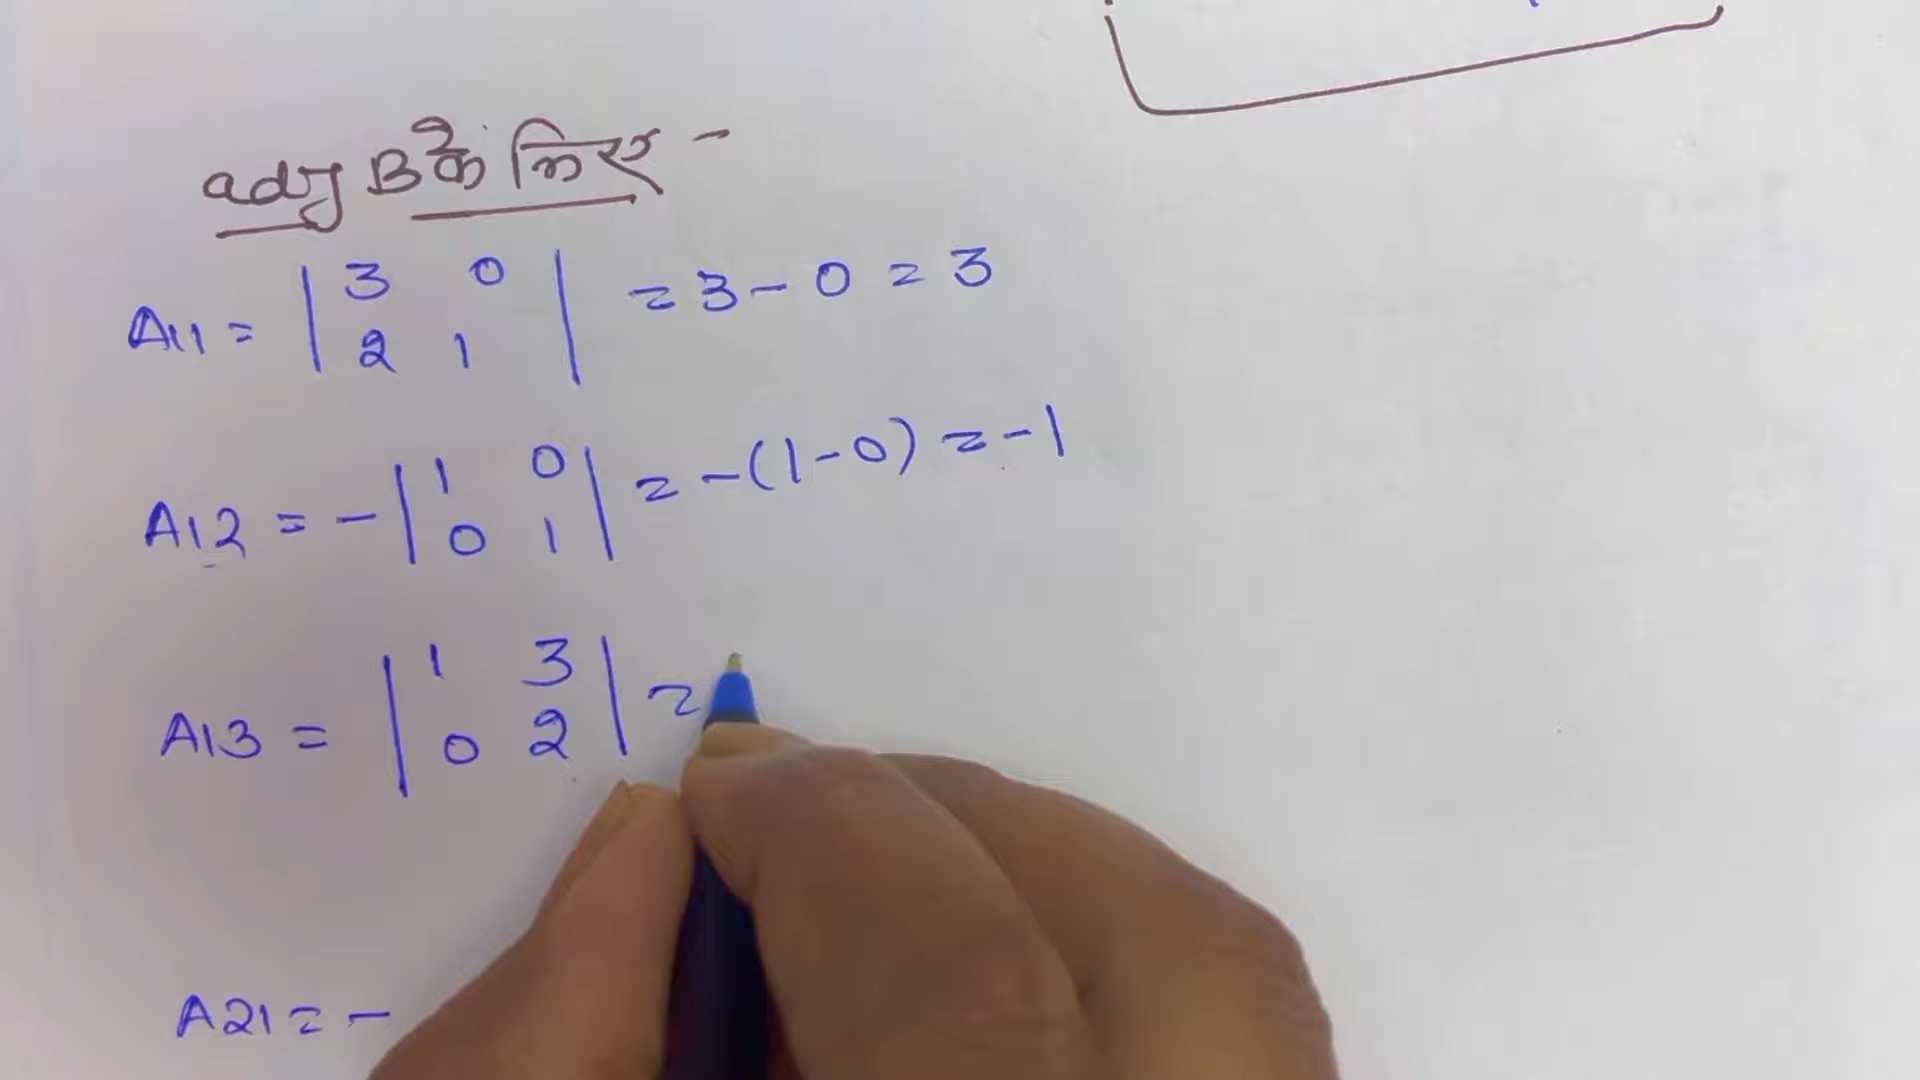 adj B के लिए -
A11 = | 3 0 | = 3 - 0 = 3
| 2 1 |
A12 = - | 1 0 | = -(1-0) = -1
| 0 1 |
A13 = | 1 3 | =
| 0 2 |
A21 = -